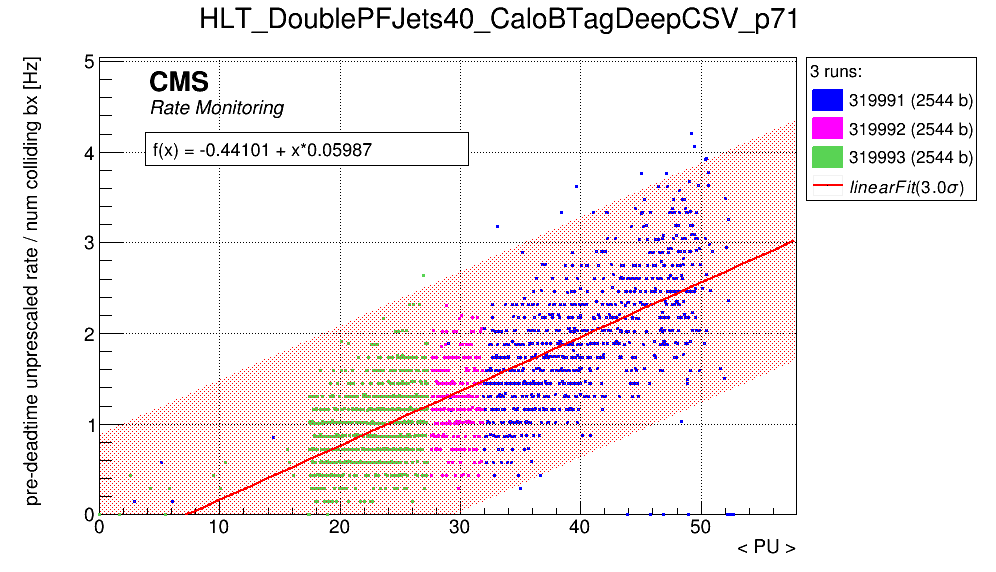 HLT_DoublePFJets40_CaloBTagDeepCSV_p71
pre-deadtime unprescaled rate / num colliding bx [Hz]
5
4
3
2
1
0
CMS
Rate Monitoring
f(x) = -0.44101 + x*0.05987
3 runs:
319991 (2544 b)
319992 (2544 b)
319993 (2544 b)
linearFit(3.0σ)
0 10 20 30 40 50
< PU >